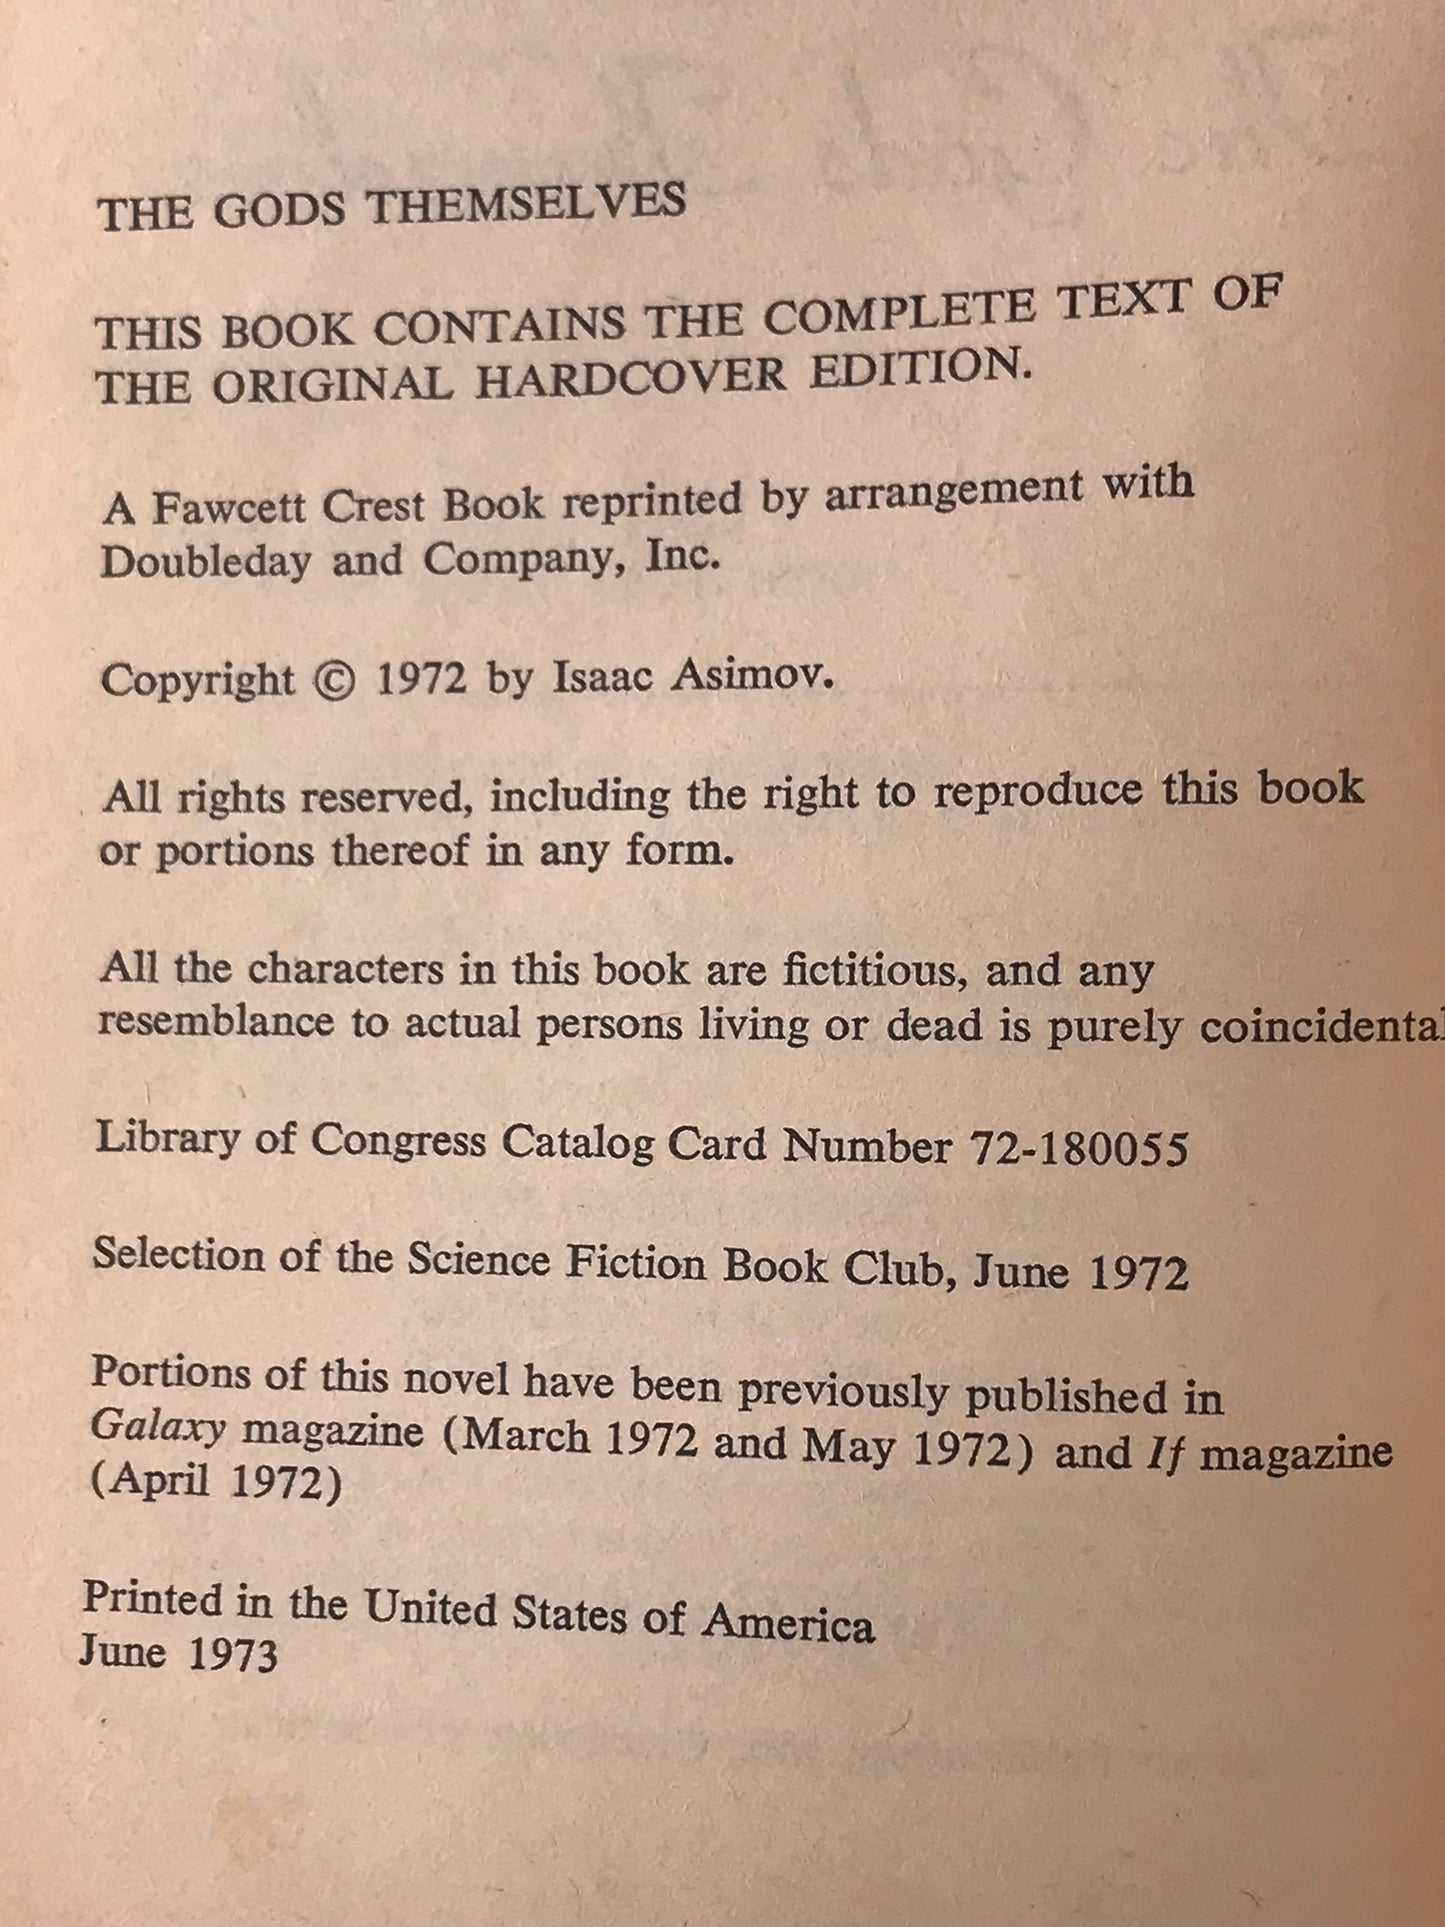 THE GODS THEMSELVES
THIS BOOK CONTAINS THE COMPLETE TEXT OF
THE ORIGINAL HARDCOVER EDITION.
A Fawcett Crest Book reprinted by arrangement with
Doubleday and Company, Inc.
Copyright © 1972 by Isaac Asimov.
All rights reserved, including the right to reproduce this book
or portions thereof in any form.
All the characters in this book are fictitious, and any
resemblance to actual persons living or dead is purely coincidental
Library of Congress Catalog Card Number 72-180055
Selection of the Science Fiction Book Club, June 1972
Portions of this novel have been previously published in
Galaxy magazine (March 1972 and May 1972) and If magazine
(April 1972)
Printed in the United States of America
June 1973